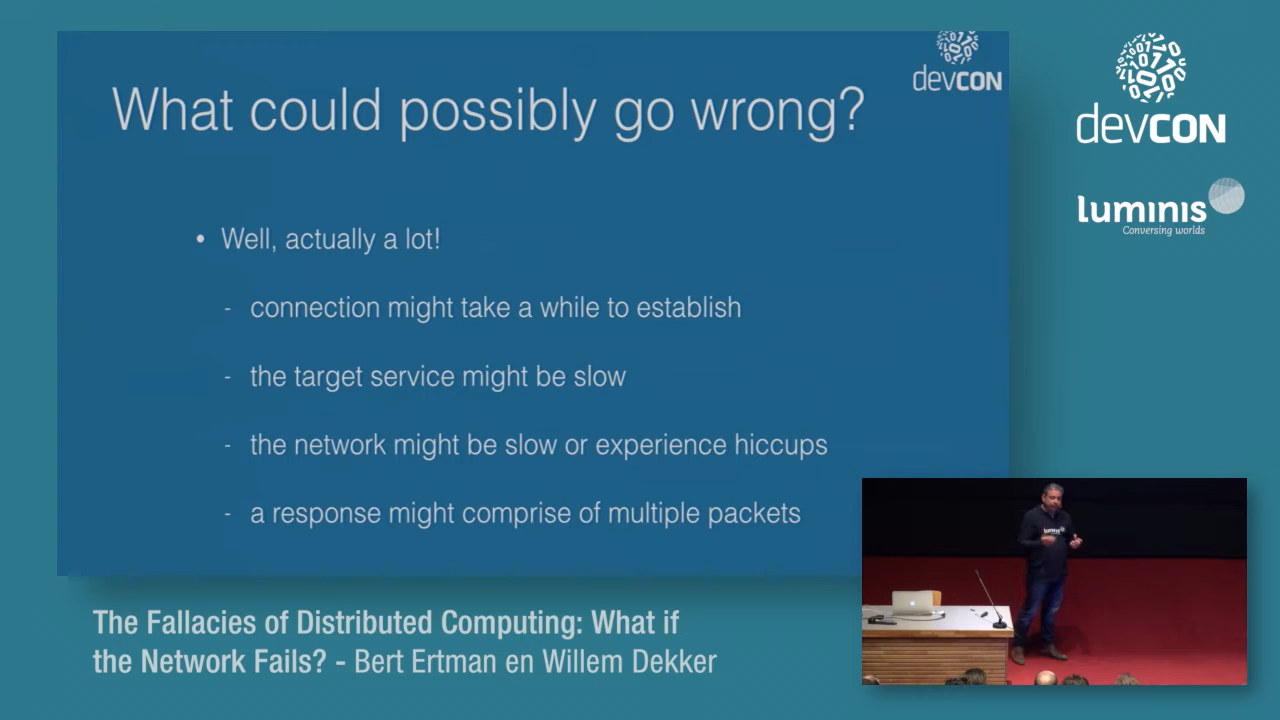 What could possibly go wrong?
devCON
• Well, actually a lot!
- connection might take a while to establish
- the target service might be slow
- the network might be slow or experience hiccups
- a response might comprise of multiple packets
devCON
luminis
Conversing worlds
luminis
The Fallacies of Distributed Computing: What if
the Network Fails? - Bert Ertman en Willem Dekker